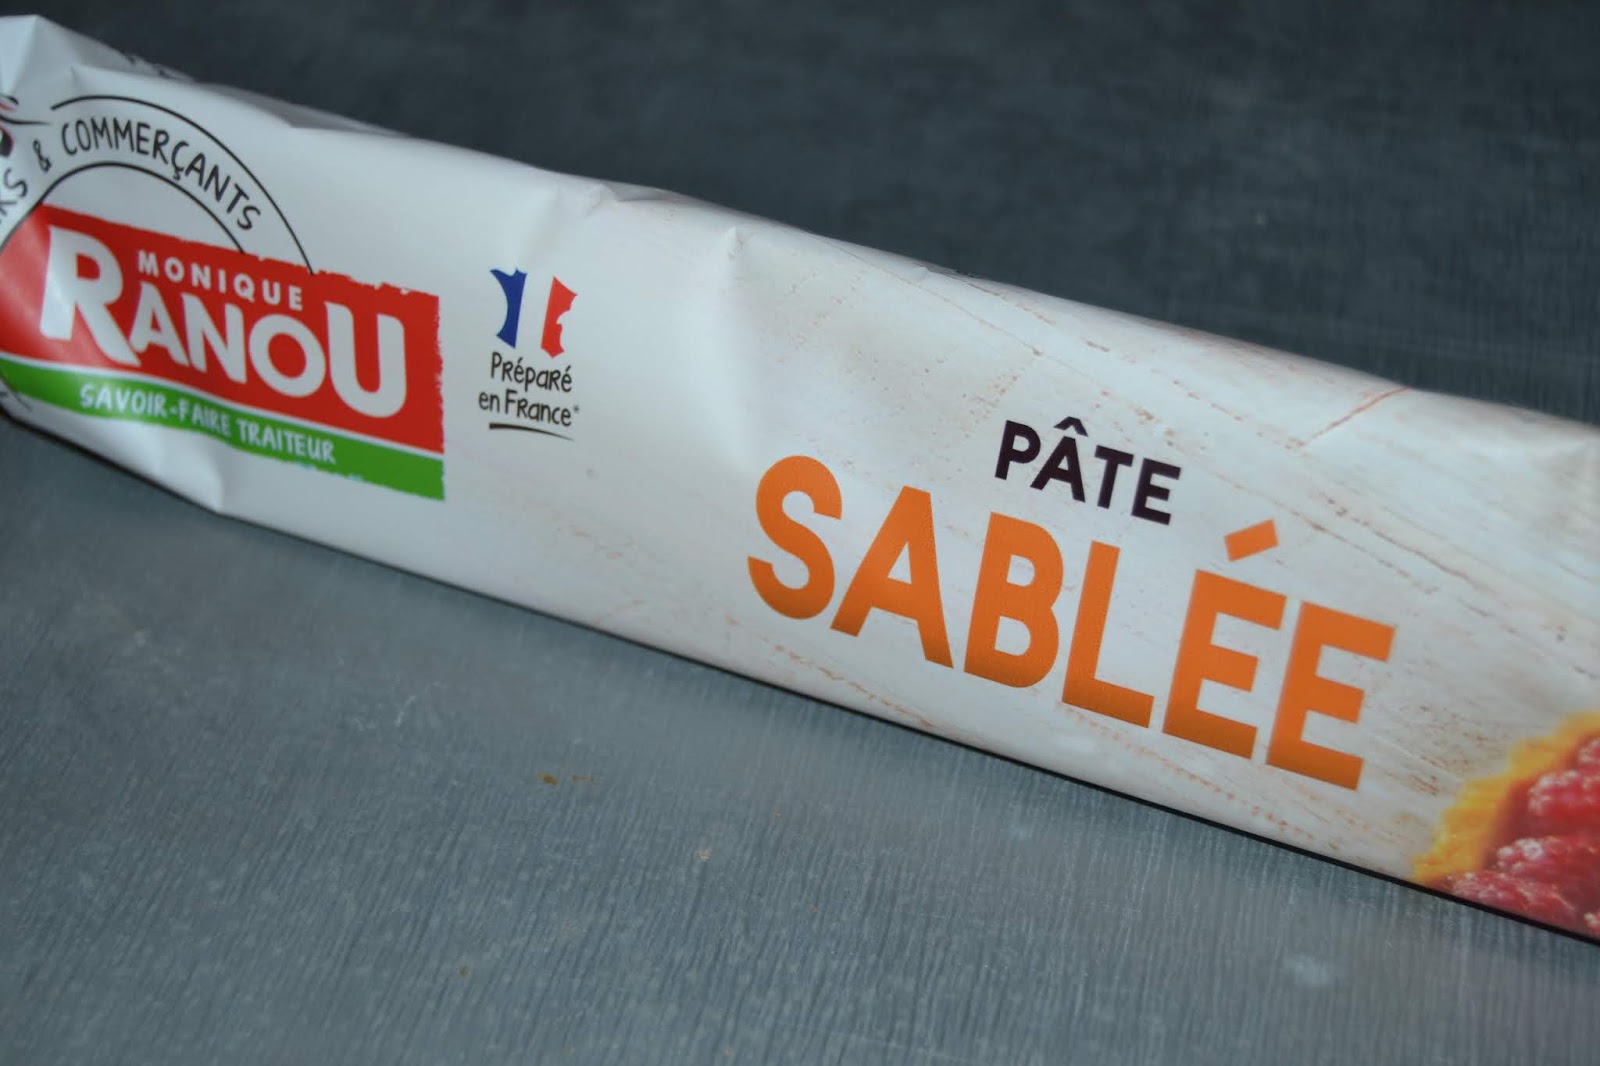 & COMMERÇANTS
MONIQUE
RANOU
SAVOIR-FAIRE TRAITEUR
Préparé
en France*
PÂTE
SABLÉE